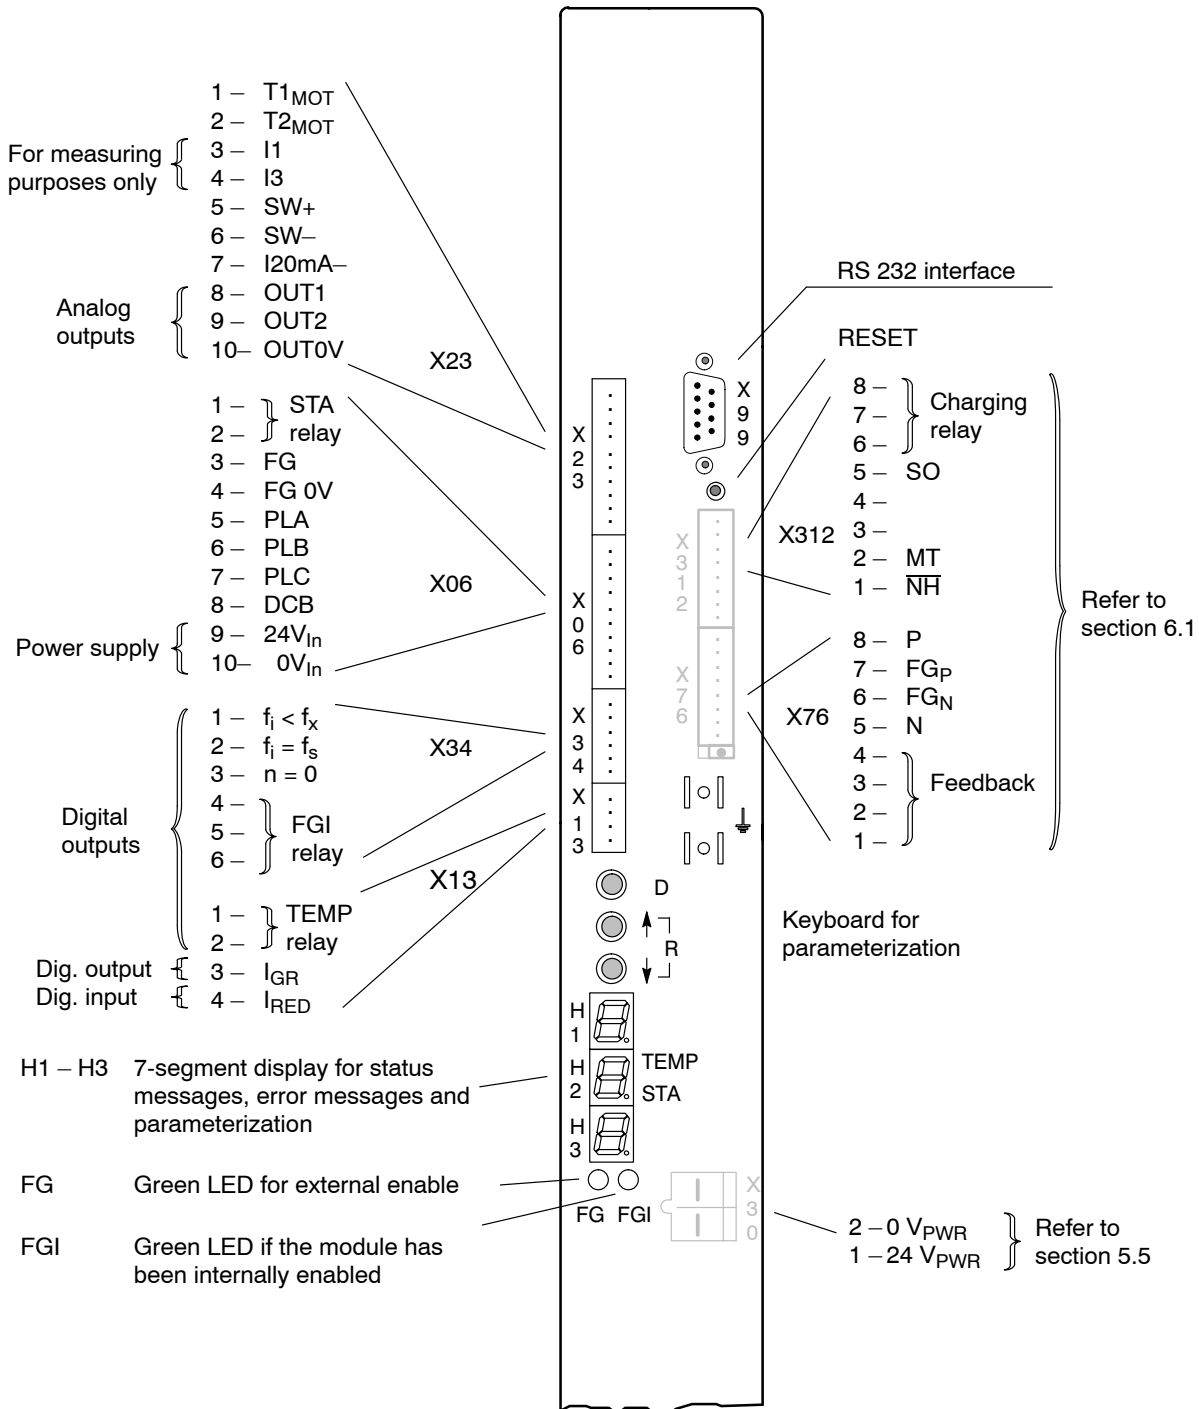 1 – T1MOT
2 – T2MOT
For measuring
purposes only
3 – I1
4 – I3
5 – SW+
6 – SW–
7 – I20mA–
Analog
outputs
8 – OUT1
9 – OUT2
10– OUT0V
X23
1 –
2 –
STA
relay
3 – FG
4 – FG 0V
5 – PLA
6 – PLB
7 – PLC
8 – DCB
X06
Power supply
9 – 24VIn
10– 0VIn
Digital
outputs
1 – fi < fx
2 – fi = fs
3 – n = 0
X34
4 –
5 –
6 –
FGI
relay
X13
1 –
2 –
TEMP
relay
Dig. output
3 – IGR
Dig. input
4 – IRED
H1 – H3 7-segment display for status
messages, error messages and
parameterization
FG Green LED for external enable
FGI Green LED if the module has
been internally enabled
X23
X06
X34
X13
X99
X312
X76
D
R
H1
H2
H3
TEMP
STA
FG FGI
X30
RS 232 interface
RESET
8 –
7 –
6 –
Charging
relay
5 – SO
4 –
3 –
2 – MT
1 – N̅H̅
X312
8 – P
7 – FGP
6 – FGN
5 – N
X76
4 –
3 –
2 –
1 –
Feedback
Refer to
section 6.1
Keyboard for
parameterization
2 – 0 VPWR
1 – 24 VPWR
Refer to
section 5.5